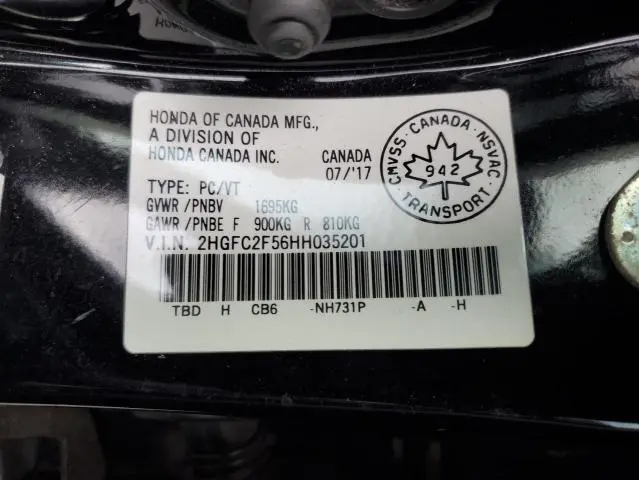 HONDA OF CANADA MFG.,
A DIVISION OF
HONDA CANADA INC. CANADA
07/'17
TYPE: PC/VT
GVWR /PNBV 1695KG
GAWR /PNBE F 900KG R 810KG
V.I.N. 2HGFC2F56HH035201
TBD H CB6 -NH731P -A -H
CMVSS · CANADA · NSVAC
942
TRANSPORT